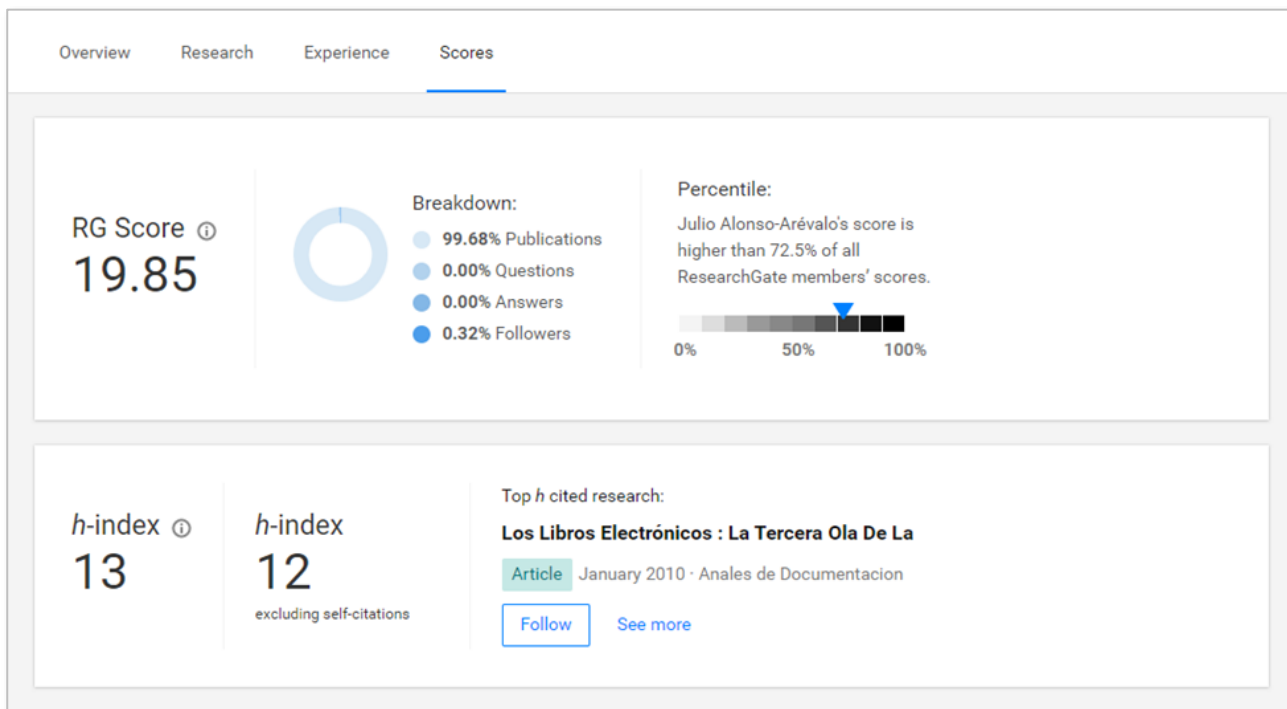 Overview Research Experience Scores
RG Score
19.85
Breakdown:
99.68% Publications
0.00% Questions
0.00% Answers
0.32% Followers
Percentile:
Julio Alonso-Arévalo's score is
higher than 72.5% of all
ResearchGate members' scores.
0% 50% 100%
h-index
13
h-index
12
excluding self-citations
Top h cited research:
Los Libros Electrónicos : La Tercera Ola De La
Article January 2010 · Anales de Documentacion
Follow See more